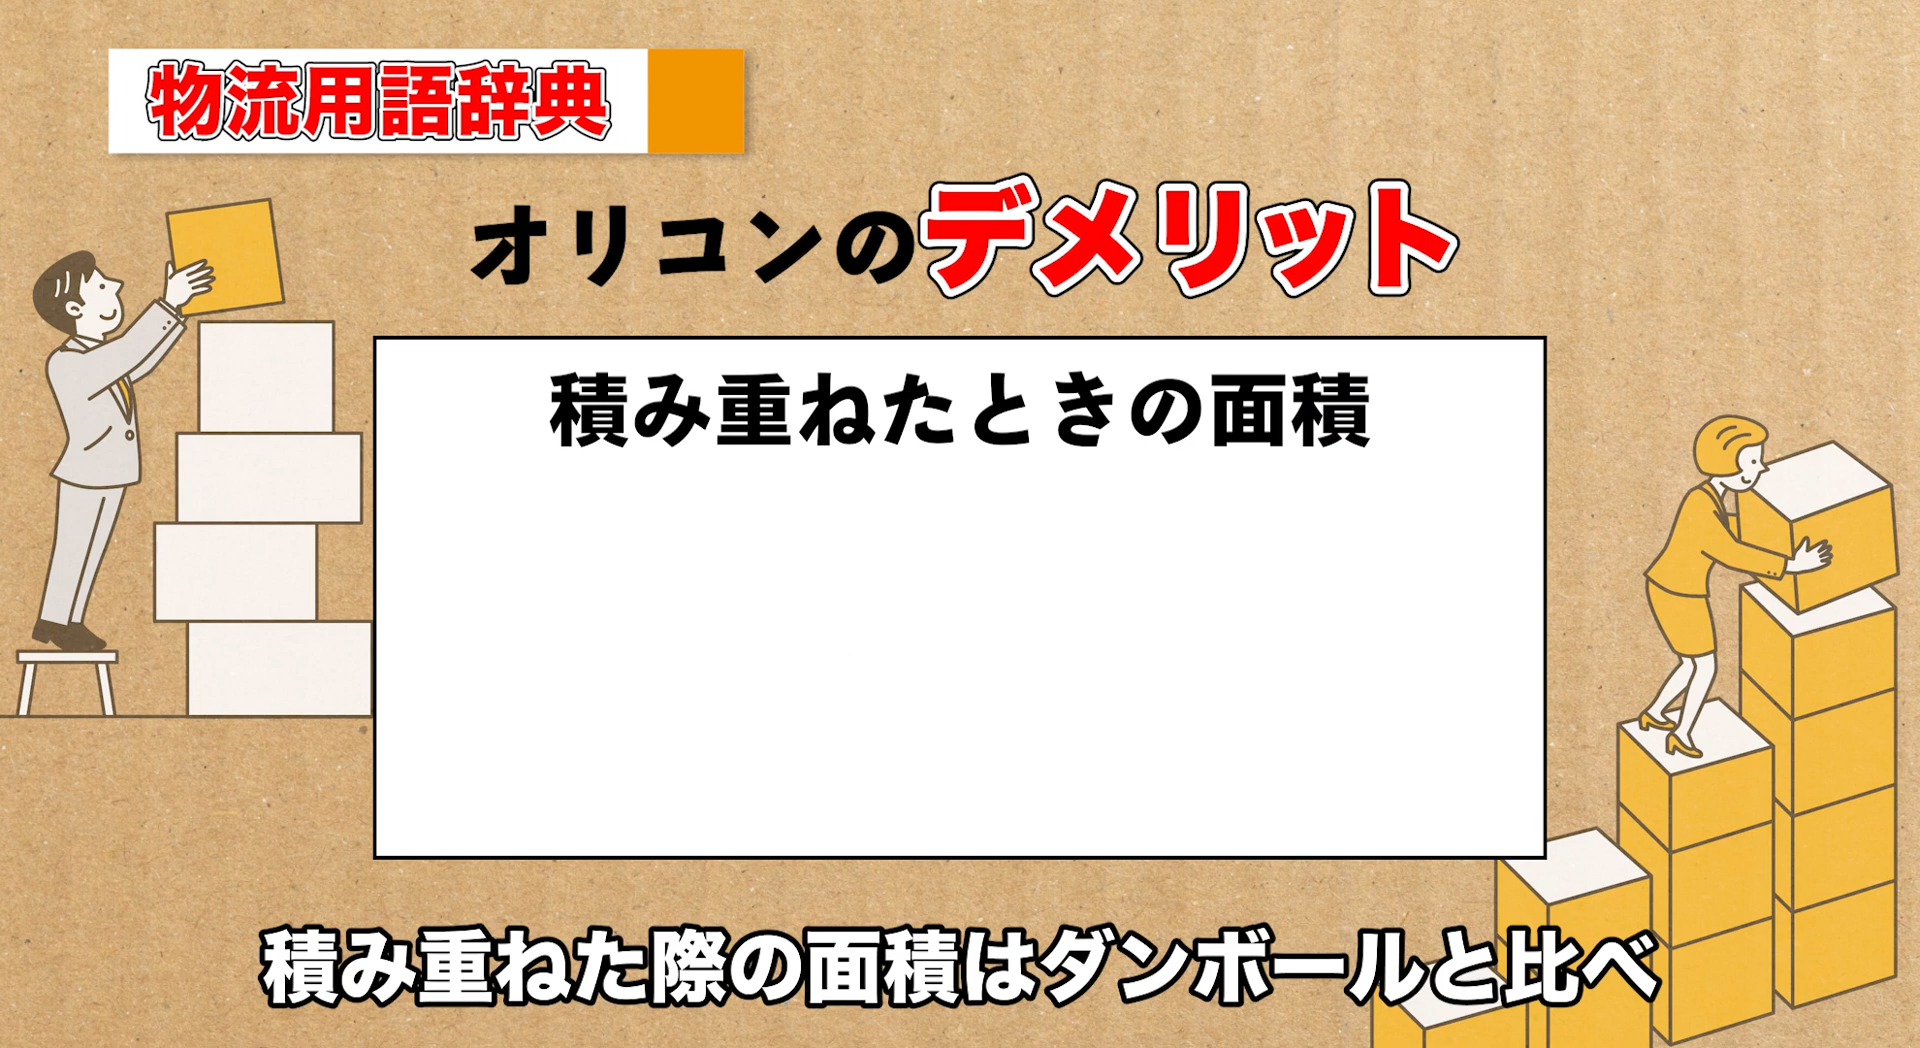 物流用語辞典
オリコンのデメリット
積み重ねたときの面積
積み重ねた際の面積はダンボールと比べ